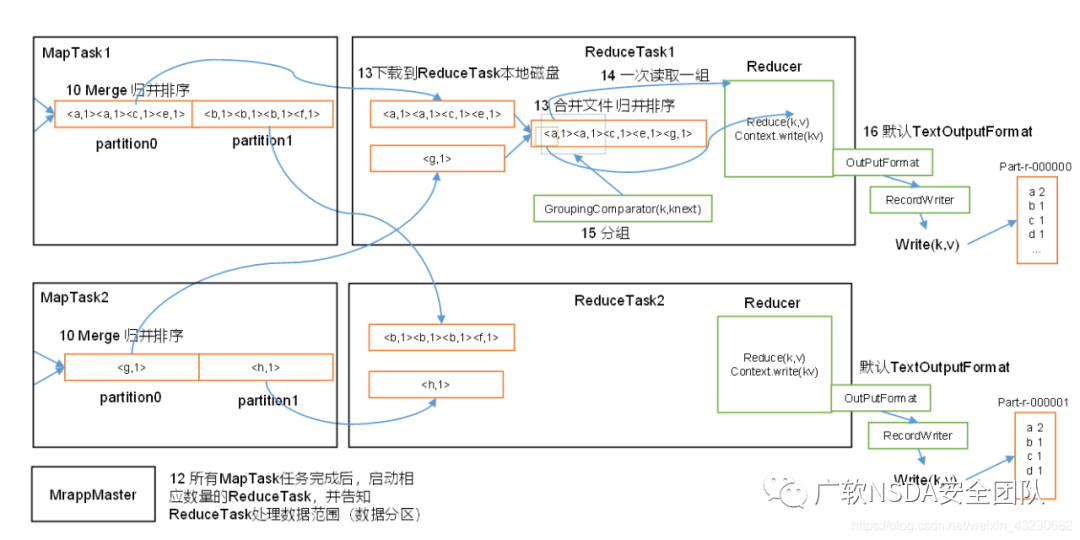 MapTask1
10 Merge 归并排序
<a,1><a,1><c,1><e,1>
<b,1><b,1><b,1><f,1>
partition0
partition1
ReduceTask1
13下载到ReduceTask本地磁盘
14 一次读取一组
Reducer
<a,1><a,1><c,1><e,1>
13 合并文件 归并排序
<a,1><a,1><c,1><e,1><g,1>
<g,1>
GroupingComparator(k,knext)
15 分组
Reduce(k,v)
Context.write(kv)
16 默认TextOutputFormat
OutPutFormat
RecordWriter
Write(k,v)
Part-r-000000
a 2
b 1
c 1
d 1
...
MapTask2
10 Merge 归并排序
<g,1>
<h,1>
partition0
partition1
ReduceTask2
Reducer
<b,1><b,1><b,1><f,1>
<h,1>
Reduce(k,v)
Context.write(kv)
默认TextOutputFormat
OutPutFormat
RecordWriter
Write(k,v)
Part-r-000001
a 2
b 1
c 1
d 1
MrappMaster
12 所有MapTask任务完成后，启动相
应数量的ReduceTask，并告知
ReduceTask处理数据范围（数据分区）
广软NSDA安全团队
https://blog.csdn.net/weixin_43230682